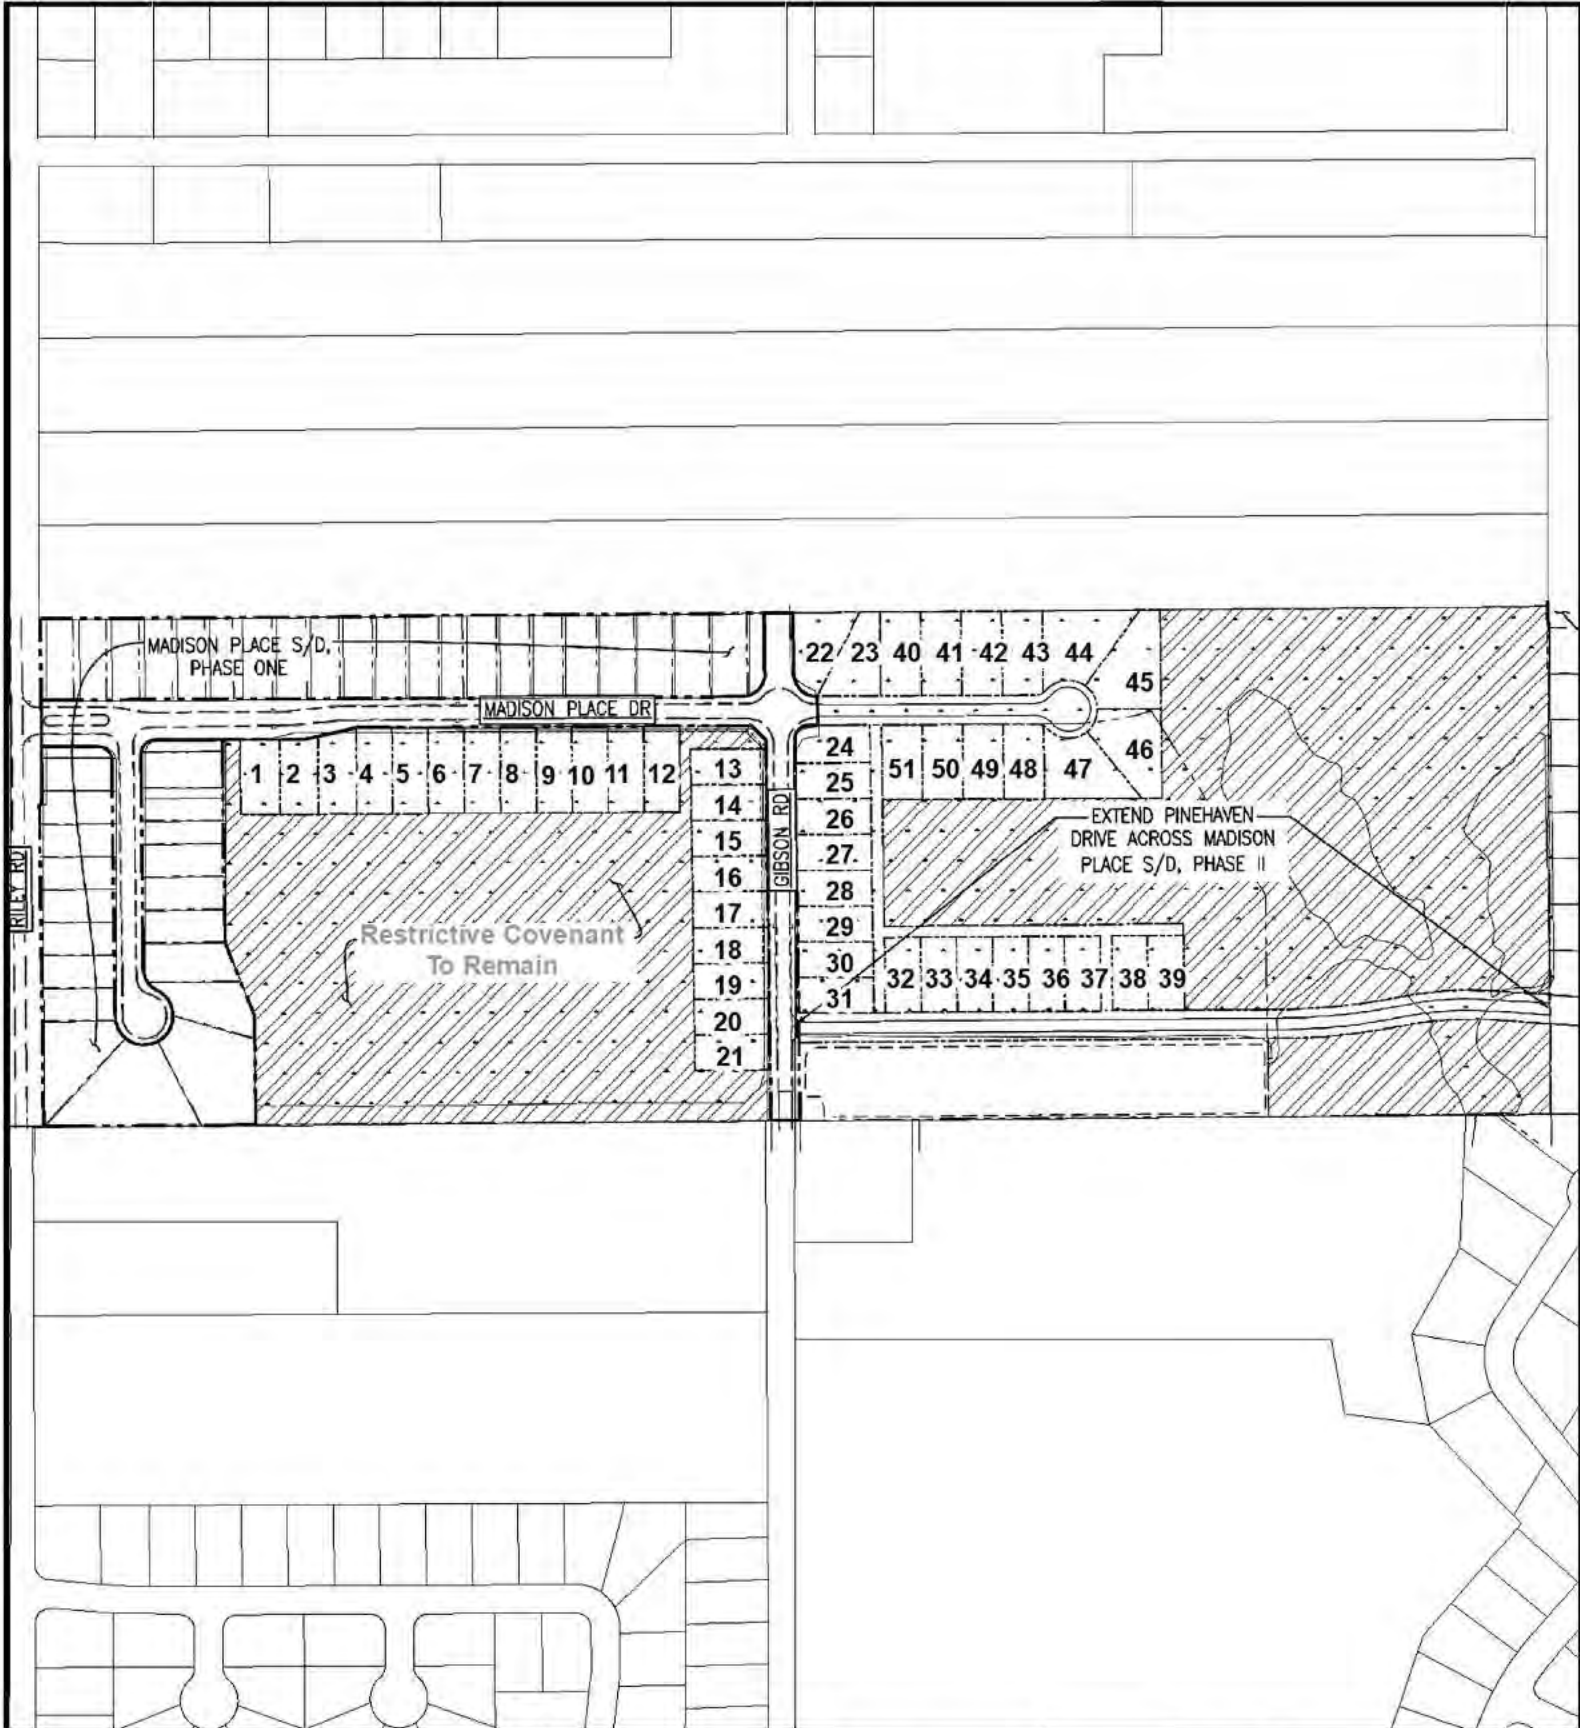 MADISON PLACE S/D,
PHASE ONE
22 23 40 41 42 43 44
45
MADISON PLACE DR
46
24
1 2 3 4 5 6 7 8 9 10 11 12
13
25
51 50 49 48 47
14
26
EXTEND PINEHAVEN
DRIVE ACROSS MADISON
PLACE S/D, PHASE II
15
27
16
28
GIBSON RD
RILEY RD
17
29
Restrictive Covenant
To Remain
18
30
19
31
32 33 34 35 36 37 38 39
20
21